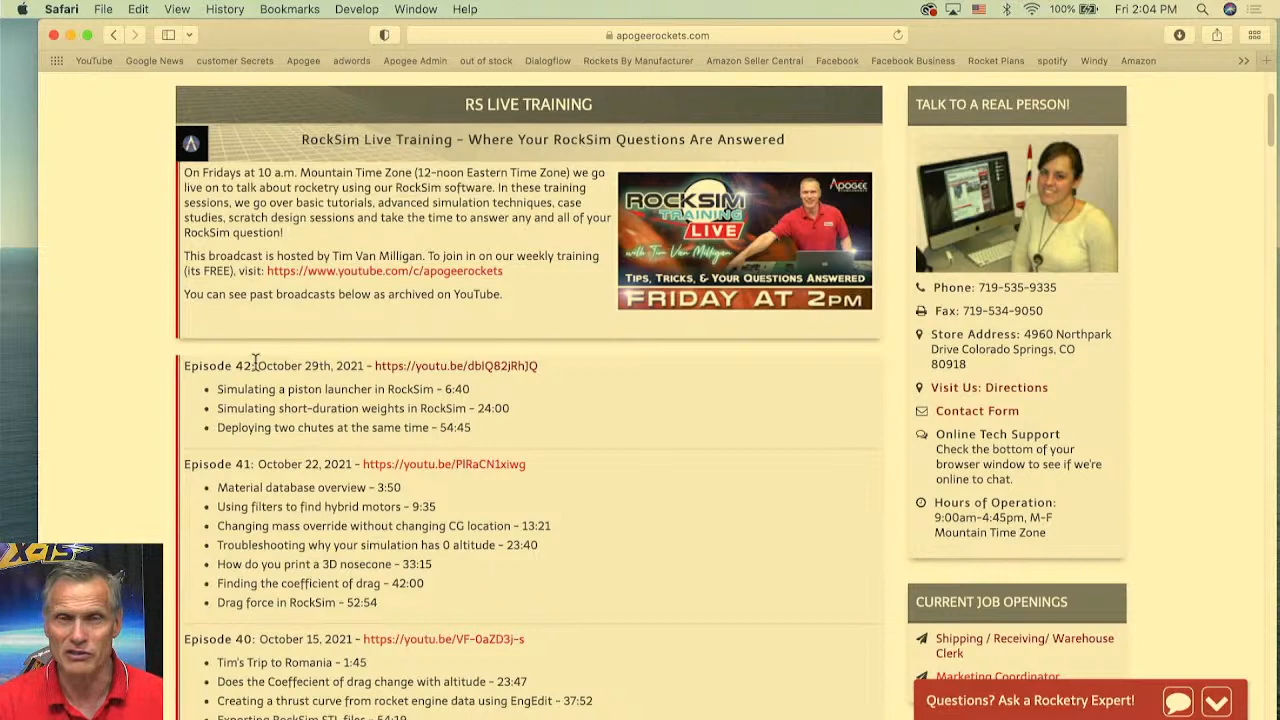 Safari File Edit View History Bookmarks Develop Window Help 100% Fri 2:04 PM
apogeerockets.com
YouTube Google News customer Secrets Apogee adwords Apogee Admin out of stock Dialogflow Rockets By Manufacturer Amazon Seller Central Facebook Facebook Business Rocket Plans spotify Windy Amazon
RS LIVE TRAINING
RockSim Live Training – Where Your RockSim Questions Are Answered
On Fridays at 10 a.m. Mountain Time Zone (12-noon Eastern Time Zone) we go
live on to talk about rocketry using our RockSim software. In these training
sessions, we go over basic tutorials, advanced simulation techniques, case
studies, scratch design sessions and take the time to answer any and all of your
RockSim question!
This broadcast is hosted by Tim Van Milligan. To join in on our weekly training
(its FREE), visit: https://www.youtube.com/c/apogeerockets
You can see past broadcasts below as archived on YouTube.
APOGEE
ROCKSIM
TRAINING
LIVE
with Tim Van Milligan
TIPS, TRICKS, & YOUR QUESTIONS ANSWERED
FRIDAY AT 2PM
Episode 42: October 29th, 2021 – https://youtu.be/dbIQ82jRhJQ
• Simulating a piston launcher in RockSim – 6:40
• Simulating short-duration weights in RockSim – 24:00
• Deploying two chutes at the same time – 54:45
Episode 41: October 22, 2021 – https://youtu.be/PlRaCN1xiwg
• Material database overview – 3:50
• Using filters to find hybrid motors – 9:35
• Changing mass override without changing CG location – 13:21
• Troubleshooting why your simulation has 0 altitude – 23:40
• How do you print a 3D nosecone – 33:15
• Finding the coefficient of drag – 42:00
• Drag force in RockSim – 52:54
Episode 40: October 15, 2021 – https://youtu.be/VF-0aZD3j-s
• Tim's Trip to Romania – 1:45
• Does the Coeffecient of drag change with altitude – 23:47
• Creating a thrust curve from rocket engine data using EngEdit – 37:52
• Exporting RockSim STL files – 54:19
TALK TO A REAL PERSON!
Phone: 719-535-9335
Fax: 719-534-9050
Store Address: 4960 Northpark
Drive Colorado Springs, CO
80918
Visit Us: Directions
Contact Form
Online Tech Support
Check the bottom of your
browser window to see if we're
online to chat.
Hours of Operation:
9:00am-4:45pm, M-F
Mountain Time Zone
CURRENT JOB OPENINGS
Shipping / Receiving/ Warehouse
Clerk
Marketing Coordinator
Questions? Ask a Rocketry Expert!